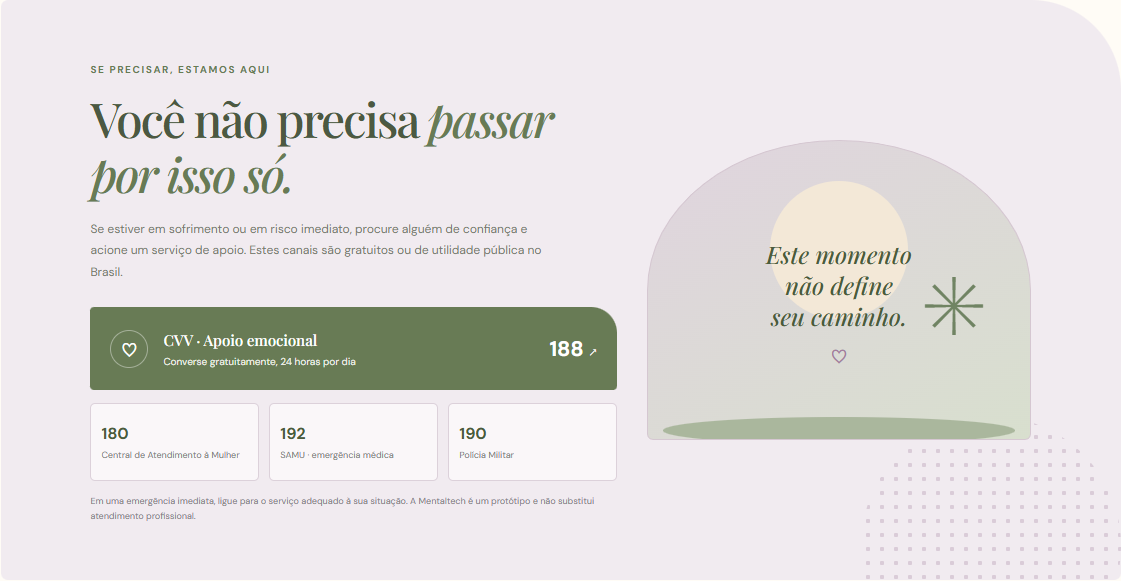 SE PRECISAR, ESTAMOS AQUI
Você não precisa passar
por isso só.
Se estiver em sofrimento ou em risco imediato, procure alguém de confiança e
acione um serviço de apoio. Estes canais são gratuitos ou de utilidade pública no
Brasil.
CVV · Apoio emocional
Converse gratuitamente, 24 horas por dia
188 ↗
180
Central de Atendimento à Mulher
192
SAMU · emergência médica
190
Polícia Militar
Em uma emergência imediata, ligue para o serviço adequado à sua situação. A Mentaltech é um protótipo e não substitui
atendimento profissional.
Este momento
não define
seu caminho.